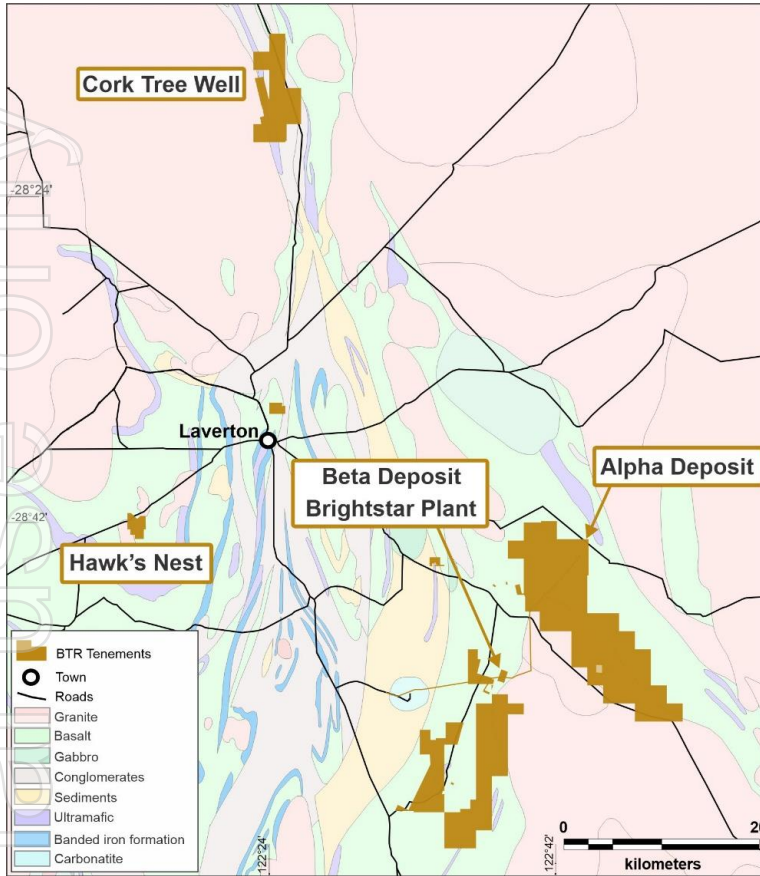 Cork Tree Well
-28°24'
Laverton
Beta Deposit
Brightstar Plant
Alpha Deposit
-28°42'
Hawk's Nest
BTR Tenements
Town
Roads
Granite
Basalt
Gabbro
Conglomerates
Sediments
Ultramafic
Banded iron formation
Carbonatite
122°24'
122°42'
0
20
kilometers